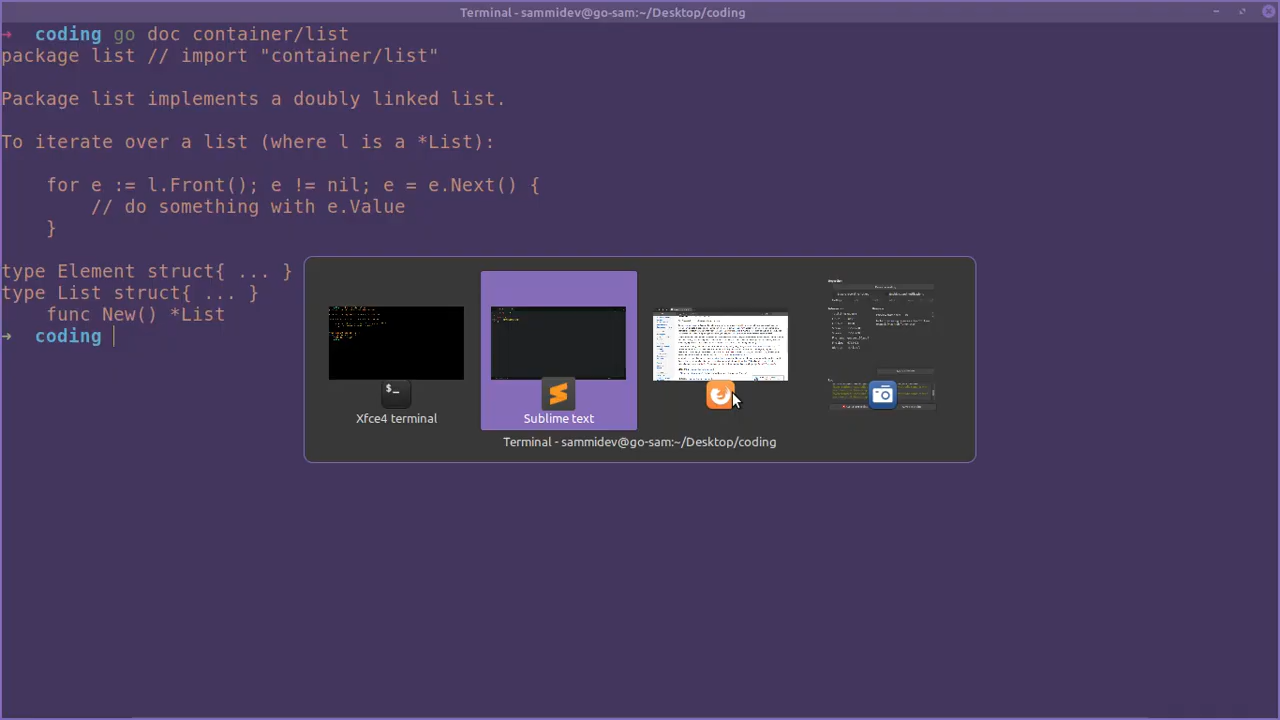 Terminal - sammidev@go-sam:~/Desktop/coding
➜ coding go doc container/list
package list // import "container/list"
Package list implements a doubly linked list.
To iterate over a list (where l is a *List):
for e := l.Front(); e != nil; e = e.Next() {
// do something with e.Value
}
type Element struct{ ... }
type List struct{ ... }
func New() *List
➜ coding
$_
Xfce4 terminal
Sublime text
Terminal - sammidev@go-sam:~/Desktop/coding